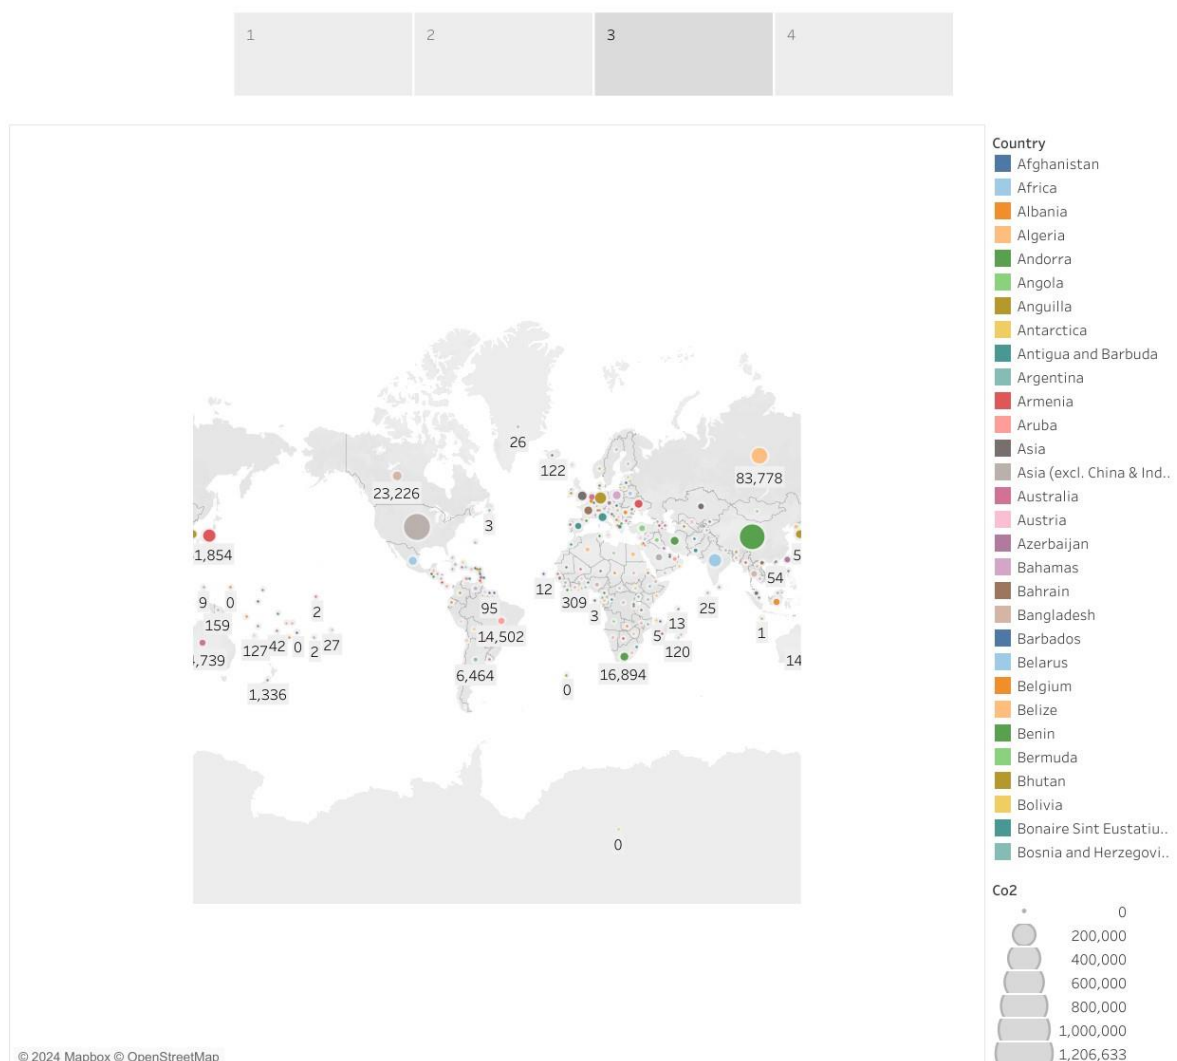 1
2
3
4
Country
Afghanistan
Africa
Albania
Algeria
Andorra
Angola
Anguilla
Antarctica
Antigua and Barbuda
Argentina
Armenia
Aruba
Asia
Asia (excl. China & Ind..
Australia
Austria
Azerbaijan
Bahamas
Bahrain
Bangladesh
Barbados
Belarus
Belgium
Belize
Benin
Bermuda
Bhutan
Bolivia
Bonaire Sint Eustatiu..
Bosnia and Herzegovi..
26
122
83,778
23,226
3
1,854
5
54
12
309
3
95
25
9
0
2
159
13
14,502
5
1
127
42
0
2
27
120
,739
14
6,464
16,894
1,336
0
0
Co2
0
200,000
400,000
600,000
800,000
1,000,000
1,206,633
© 2024 Mapbox © OpenStreetMap